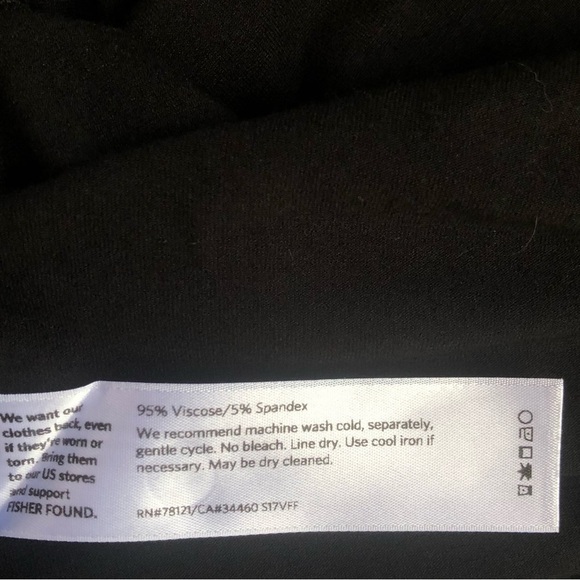 We want our
clothes back, even
if they're worn or
torn. Bring them
to our US stores
and support
FISHER FOUND.
95% Viscose/5% Spandex
We recommend machine wash cold, separately,
gentle cycle. No bleach. Line dry. Use cool iron if
necessary. May be dry cleaned.
RN#78121/CA#34460 S17VFF